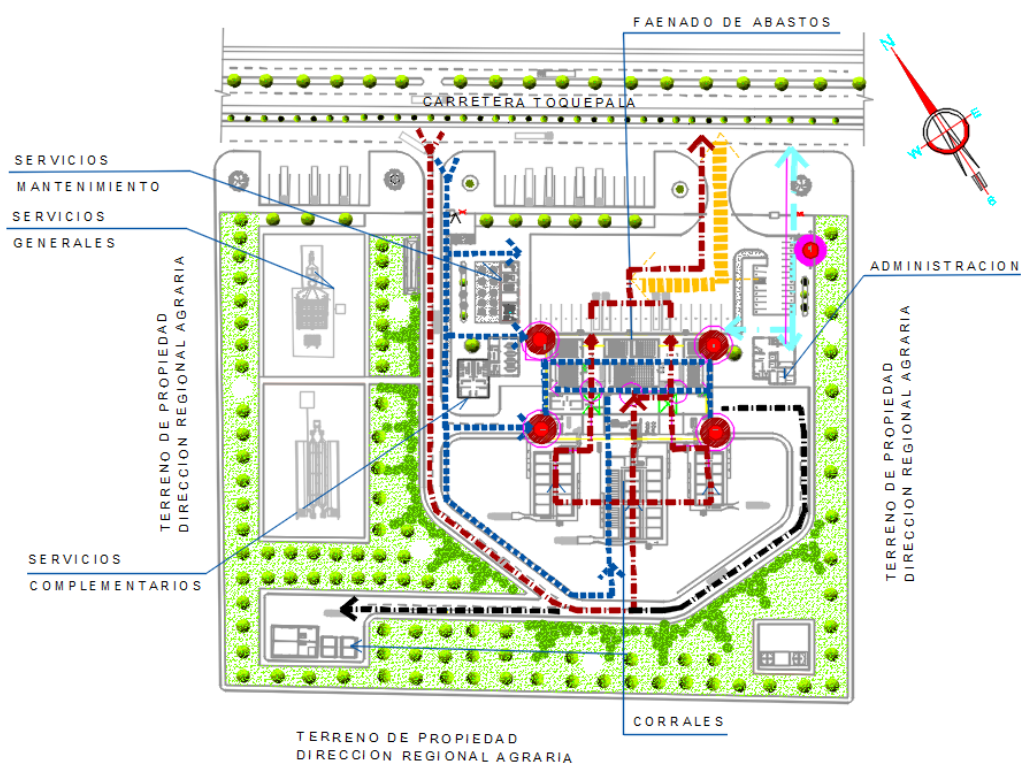 FAENADO DE ABASTOS
N
E
W
S
CARRETERA TOQUEPALA
SERVICIOS
MANTENIMIENTO
SERVICIOS
GENERALES
ADMINISTRACION
TERRENO DE PROPIEDAD
DIRECCION REGIONAL AGRARIA
TERREMO DE PROPIEDAD
DIRECCION REGIONAL AGRARIA
SERVICIOS
COMPLEMENTARIOS
CORRALES
TERRENO DE PROPIEDAD
DIRECCION REGIONAL AGRARIA